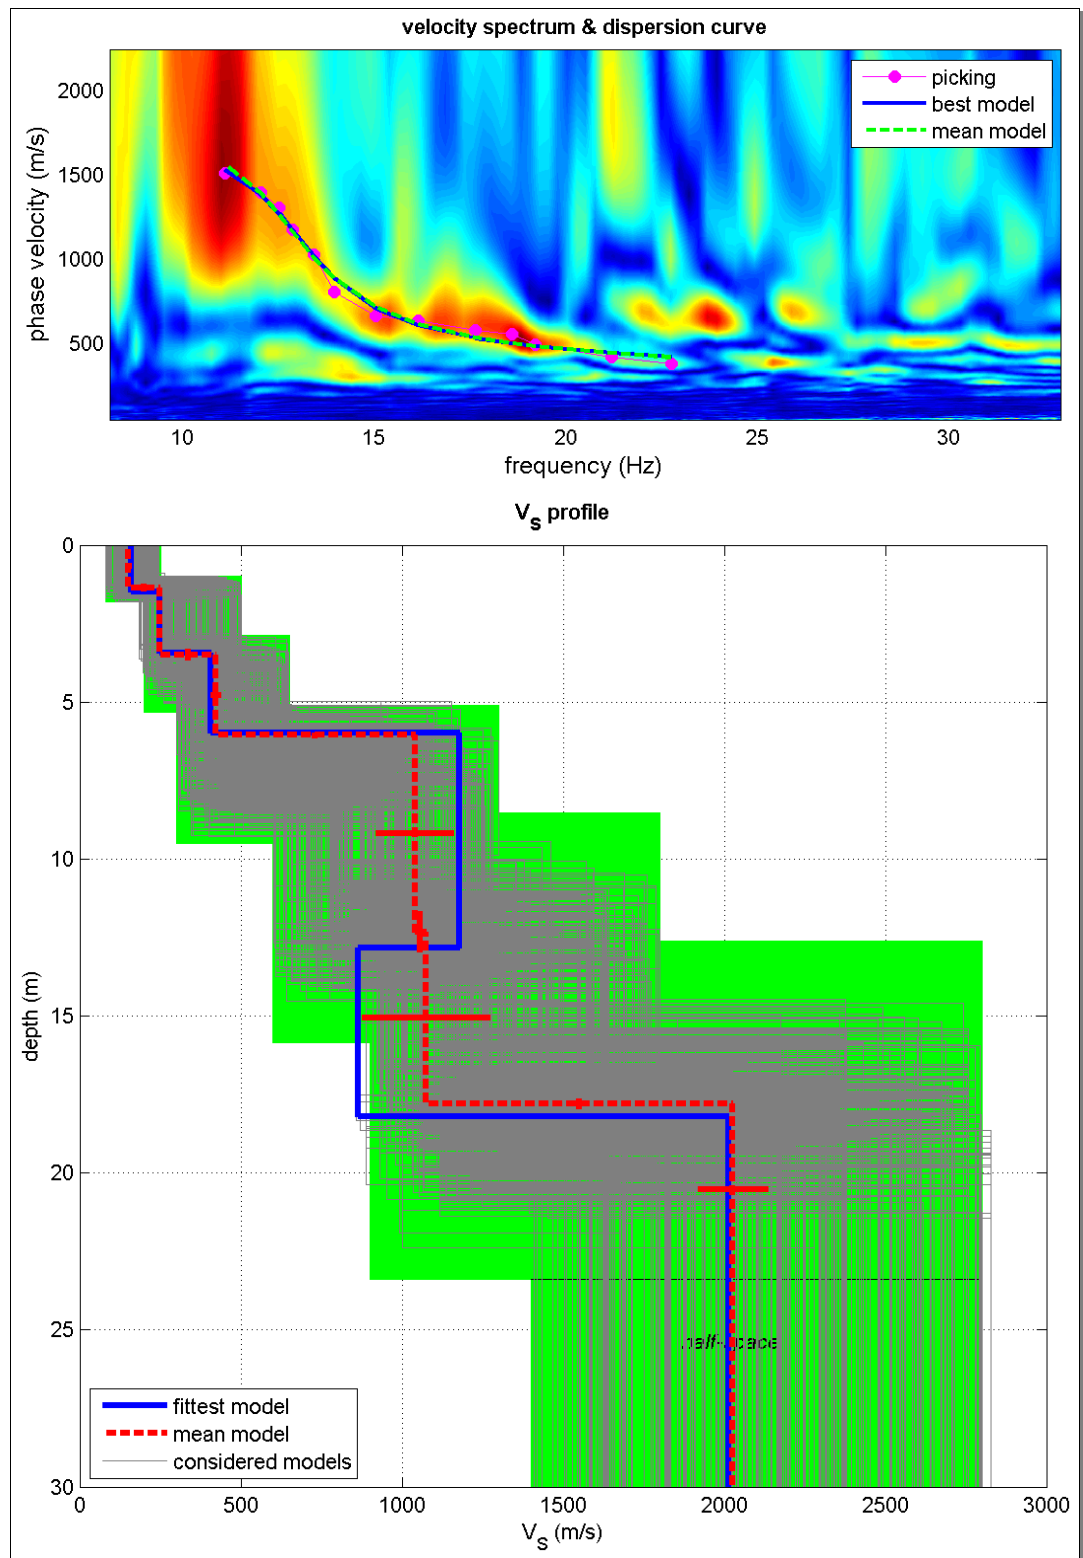 velocity spectrum & dispersion curve
phase velocity (m/s)
2000
1500
1000
500
picking
best model
mean model
10
15
20
25
30
frequency (Hz)
VS profile
0
5
10
15
20
25
30
depth (m)
half-space
fittest model
mean model
considered models
0
500
1000
1500
2000
2500
3000
VS (m/s)